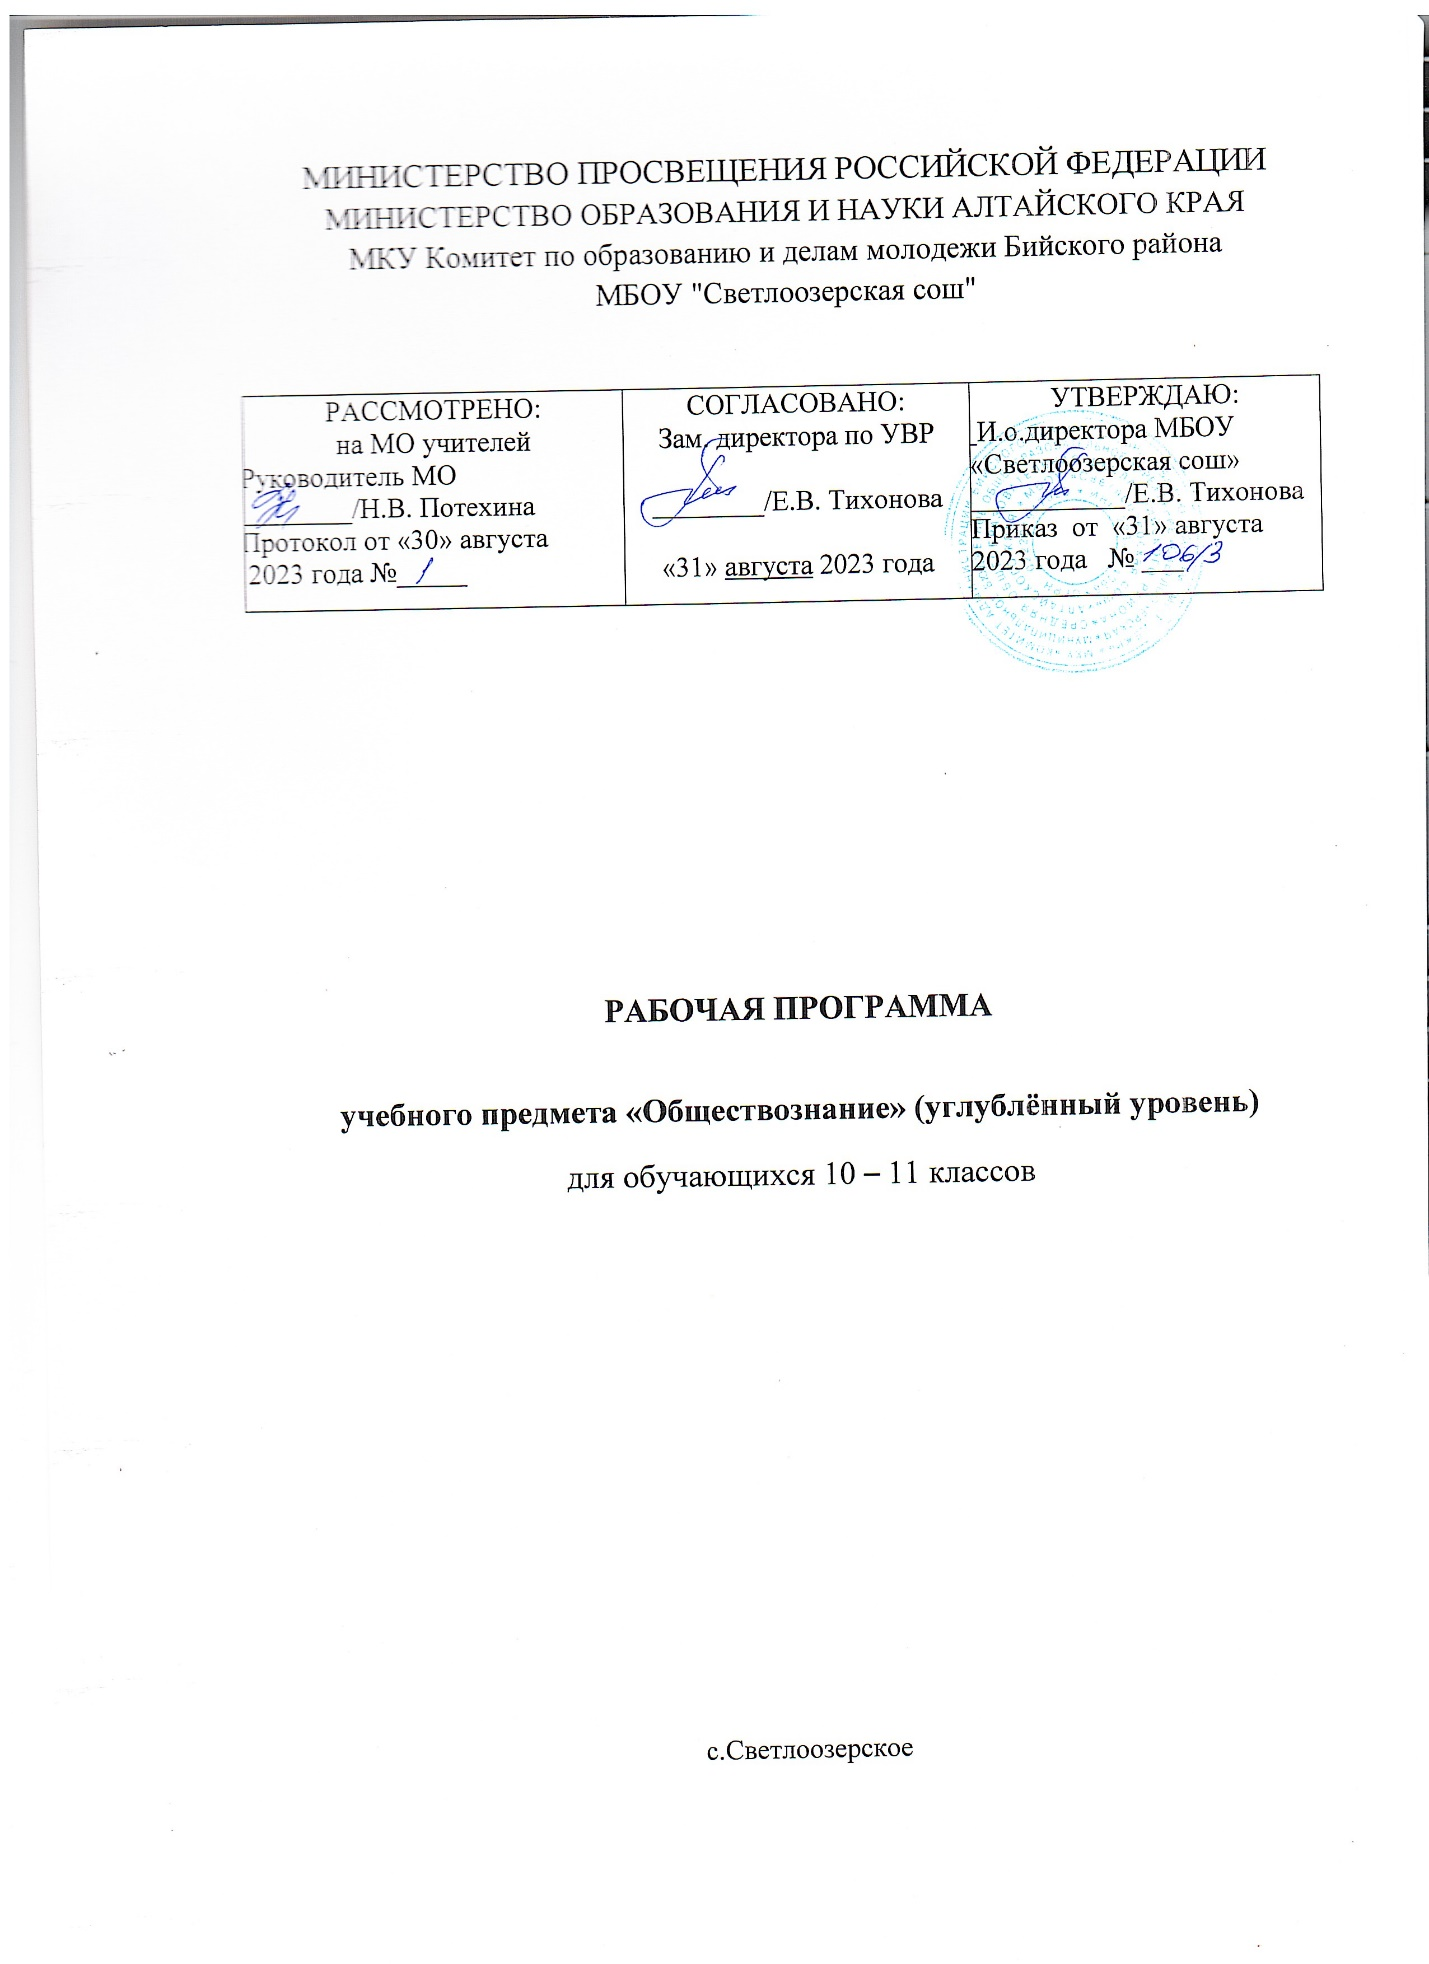 МИНИСТЕРСТВО ПРОСВЕЩЕНИЯ РОССИЙСКОЙ ФЕДЕРАЦИИ
МИНИСТЕРСТВО ОБРАЗОВАНИЯ И НАУКИ АЛТАЙСКОГО КРАЯ
МКУ Комитет по образованию и делам молодежи Бийского района
МБОУ "Светлоозерская сош"
РАССМОТРЕНО:
на МО учителей
Руководитель МО
________/Н.В. Потехина
Протокол от «30» августа
2023 года №_1_
СОГЛАСОВАНО:
Зам. директора по УВР
________/Е.В. Тихонова
«31» августа 2023 года
УТВЕРЖДАЮ:
И.о.директора МБОУ
«Светлоозерская сош»
___________/Е.В. Тихонова
Приказ от «31» августа
2023 года № 106/3
РАБОЧАЯ ПРОГРАММА
учебного предмета «Обществознание» (углублённый уровень)
для обучающихся 10 – 11 классов
с.Светлоозерское